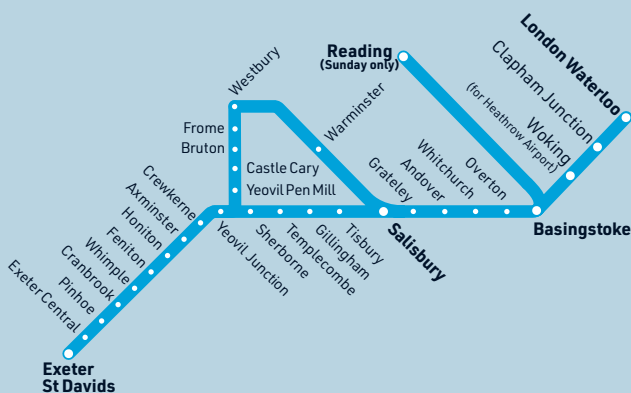 London Waterloo
Clapham Junction
Woking
(for Heathrow Airport)
Reading
(Sunday only)
Westbury
Warminster
Frome
Bruton
Castle Cary
Yeovil Pen Mill
Overton
Whitchurch
Andover
Grateley
Basingstoke
Salisbury
Tisbury
Gillingham
Templecombe
Sherborne
Yeovil Junction
Crewkerne
Axminster
Honiton
Feniton
Whimple
Cranbrook
Pinhoe
Exeter Central
Exeter
St Davids